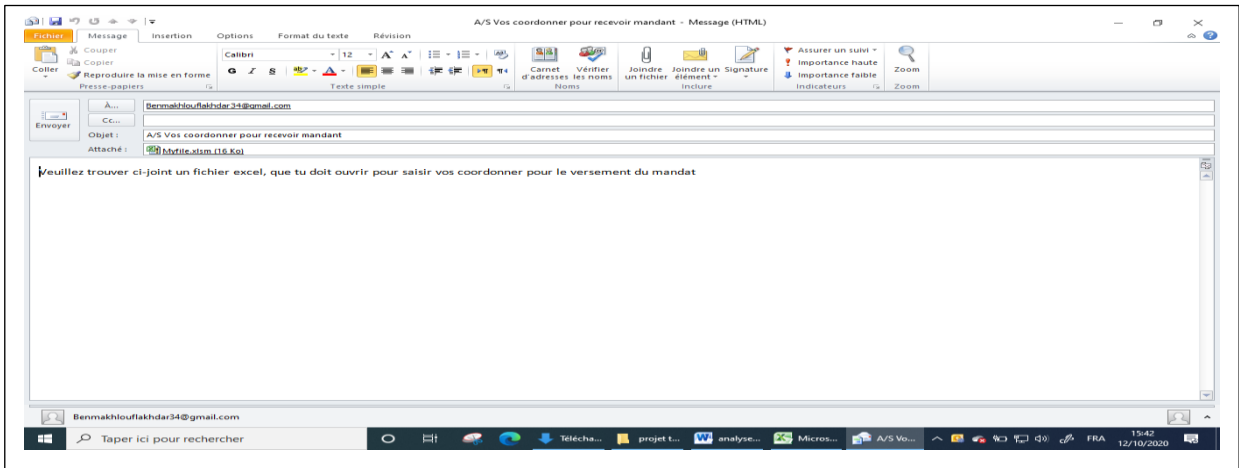 A/S Vos coordonner pour recevoir mandant - Message (HTML)
Fichier Message Insertion Options Format du texte Révision
Coller
Couper
Copier
Reproduire la mise en forme
Presse-papiers
Calibri 12 A A
G I S ab A
Texte simple
Carnet d'adresses
Vérifier les noms
Noms
Joindre un fichier
Joindre un élément
Signature
Inclure
Assurer un suivi
Importance haute
Importance faible
Indicateurs
Zoom
Zoom
Envoyer
À... Benmakhlouflakhdar34@gmail.com
Cc...
Objet : A/S Vos coordonner pour recevoir mandant
Attaché : Myfile.xlsm (16 Ko)
Veuillez trouver ci-joint un fichier excel, que tu doit ouvrir pour saisir vos coordonner pour le versement du mandat
Benmakhlouflakhdar34@gmail.com
Taper ici pour rechercher Télécha... projet t... analyse... Micros... A/S Vo... FRA 15:42
12/10/2020